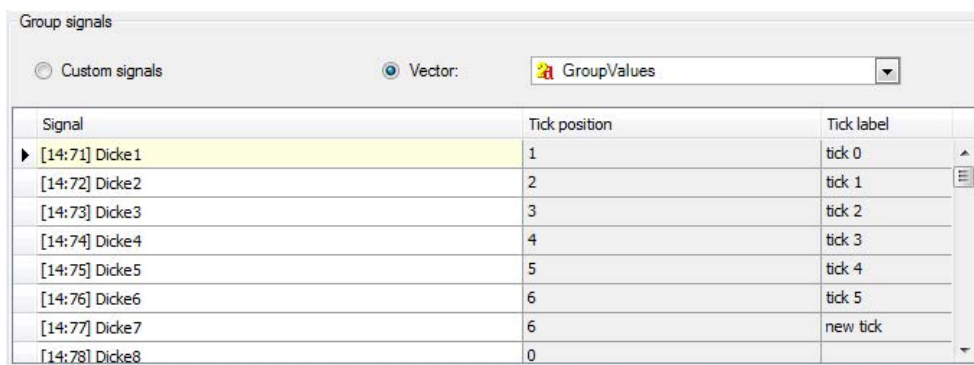 Group signals
Custom signals Vector: GroupValues
Signal Tick position Tick label
[14:71] Dicke1 1 tick 0
[14:72] Dicke2 2 tick 1
[14:73] Dicke3 3 tick 2
[14:74] Dicke4 4 tick 3
[14:75] Dicke5 5 tick 4
[14:76] Dicke6 6 tick 5
[14:77] Dicke7 6 new tick
[14:78] Dicke8 0